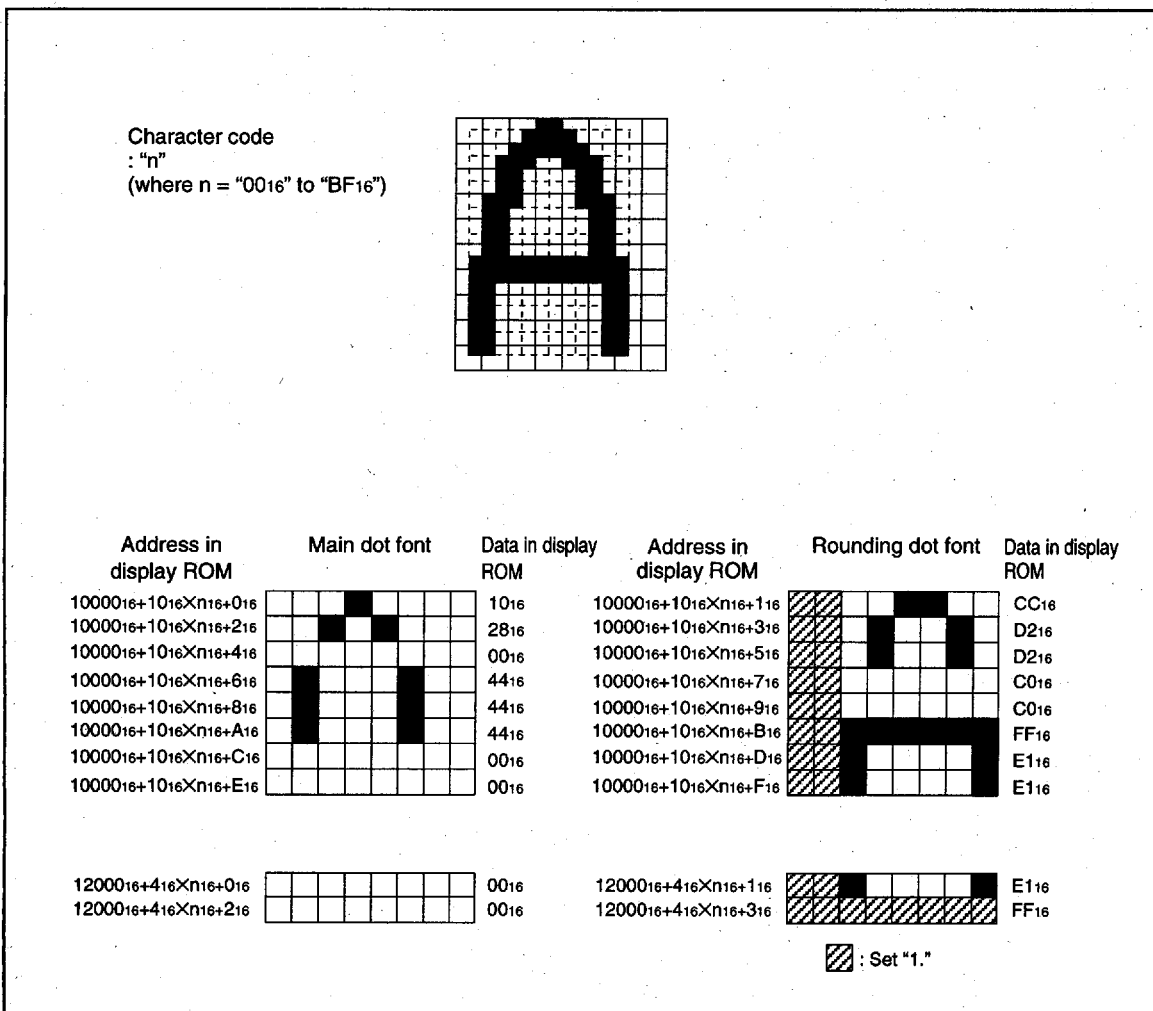 Character code
: “n”
(where n = “00₁₆” to “BF₁₆”)
Address in display ROM Main dot font Data in display ROM Address in display ROM Rounding dot font Data in display ROM
10000₁₆+10₁₆×n₁₆+0₁₆ 10₁₆ 10000₁₆+10₁₆×n₁₆+1₁₆ CC₁₆
10000₁₆+10₁₆×n₁₆+2₁₆ 28₁₆ 10000₁₆+10₁₆×n₁₆+3₁₆ D2₁₆
10000₁₆+10₁₆×n₁₆+4₁₆ 00₁₆ 10000₁₆+10₁₆×n₁₆+5₁₆ D2₁₆
10000₁₆+10₁₆×n₁₆+6₁₆ 44₁₆ 10000₁₆+10₁₆×n₁₆+7₁₆ C0₁₆
10000₁₆+10₁₆×n₁₆+8₁₆ 44₁₆ 10000₁₆+10₁₆×n₁₆+9₁₆ C0₁₆
10000₁₆+10₁₆×n₁₆+A₁₆ 44₁₆ 10000₁₆+10₁₆×n₁₆+B₁₆ FF₁₆
10000₁₆+10₁₆×n₁₆+C₁₆ 00₁₆ 10000₁₆+10₁₆×n₁₆+D₁₆ E1₁₆
10000₁₆+10₁₆×n₁₆+E₁₆ 00₁₆ 10000₁₆+10₁₆×n₁₆+F₁₆ E1₁₆
12000₁₆+4₁₆×n₁₆+0₁₆ 00₁₆ 12000₁₆+4₁₆×n₁₆+1₁₆ E1₁₆
12000₁₆+4₁₆×n₁₆+2₁₆ 00₁₆ 12000₁₆+4₁₆×n₁₆+3₁₆ FF₁₆
: Set “1.”